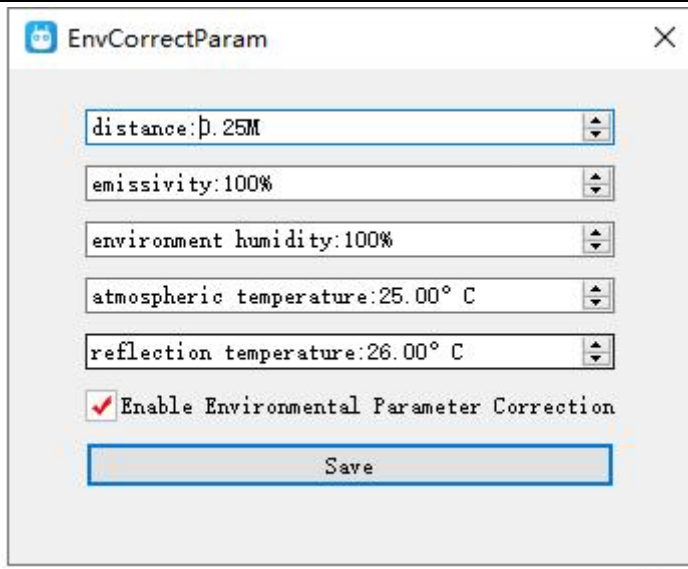 EnvCorrectParam
distance:0.25M
emissivity:100%
environment humidity:100%
atmospheric temperature:25.00° C
reflection temperature:26.00° C
Enable Environmental Parameter Correction
Save